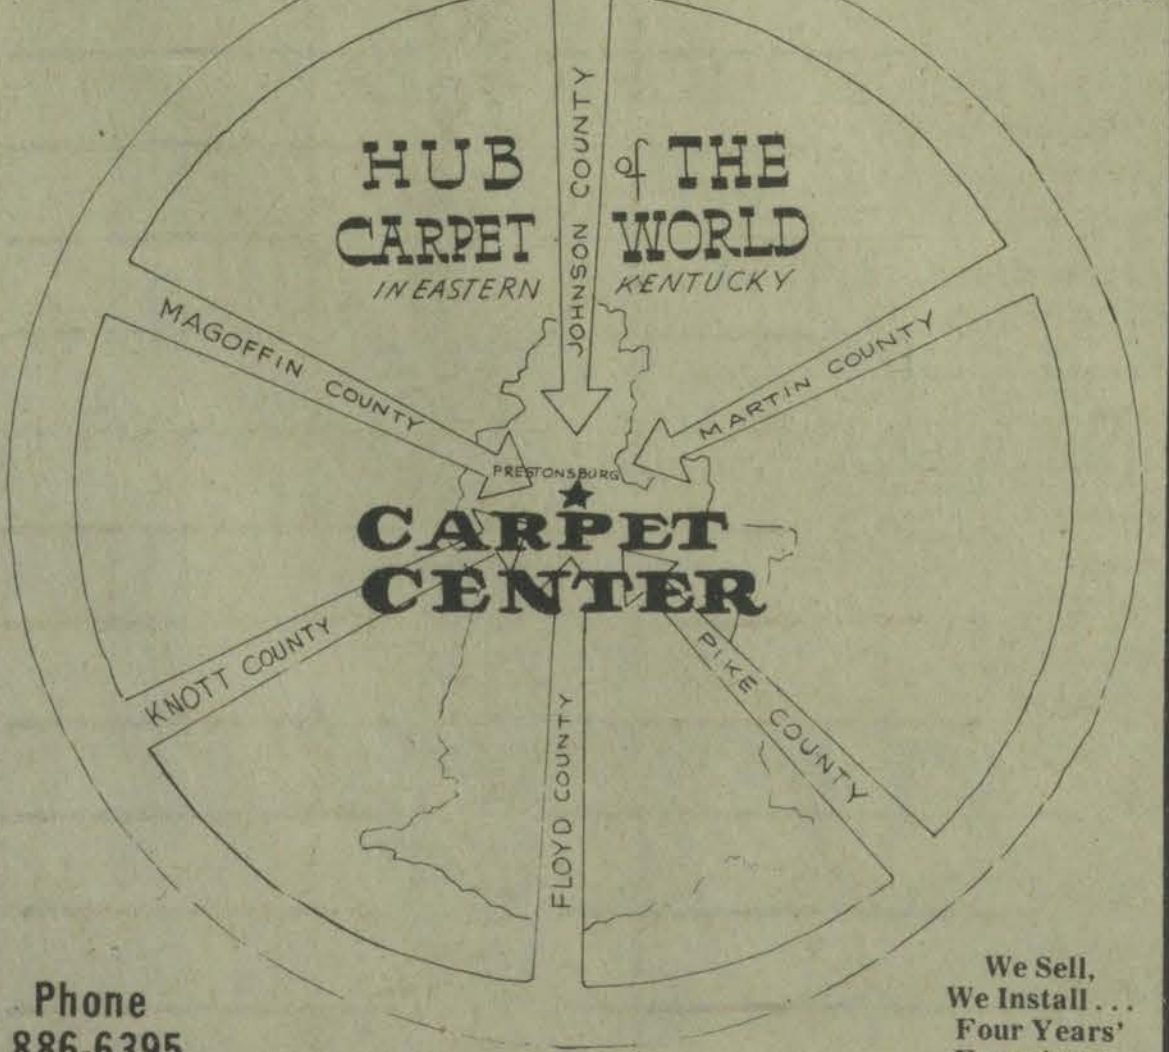 HUB of THE
CARPET WORLD
IN EASTERN KENTUCKY
JOHNSON COUNTY
MAGOFFIN COUNTY
MARTIN COUNTY
PRESTONSBURG
CARPET
CENTER
KNOTT COUNTY
PIKE COUNTY
FLOYD COUNTY
Phone
886-6395
We Sell,
We Install...
Four Years'